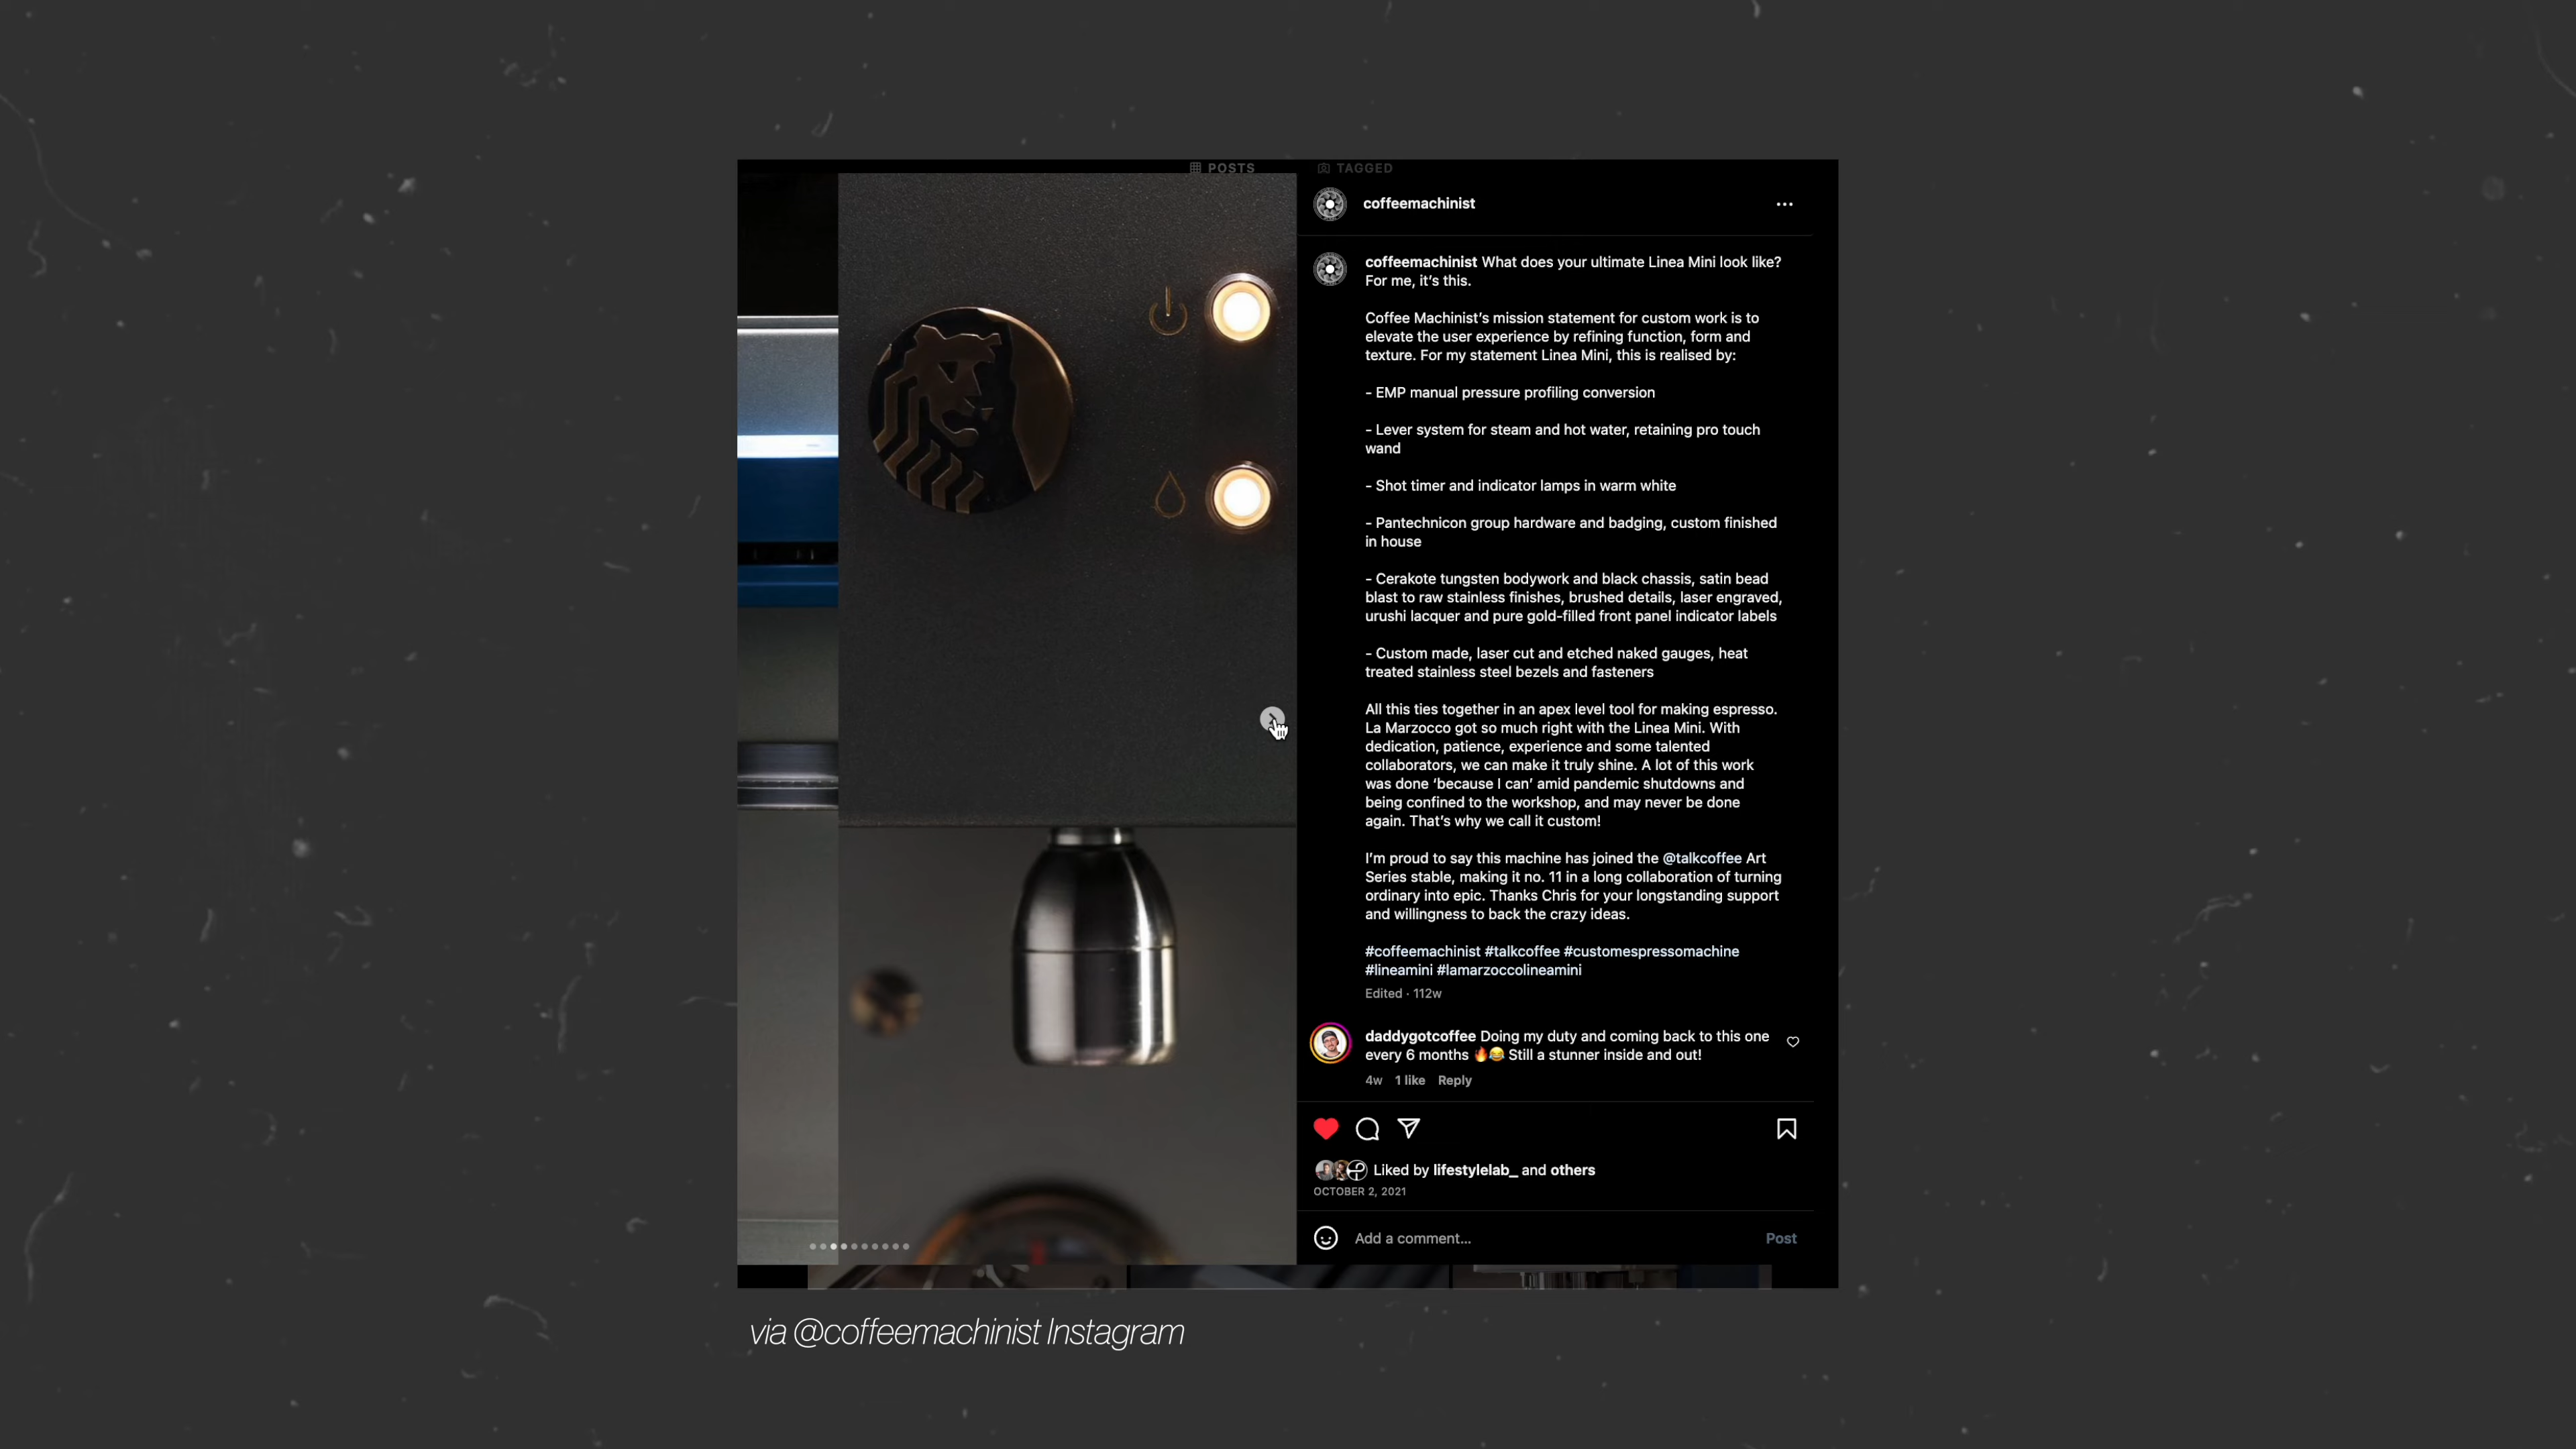 POSTS
TAGGED
coffeemachinist
coffeemachinist What does your ultimate Linea Mini look like?
For me, it's this.
Coffee Machinist's mission statement for custom work is to
elevate the user experience by refining function, form and
texture. For my statement Linea Mini, this is realised by:
- EMP manual pressure profiling conversion
- Lever system for steam and hot water, retaining pro touch
wand
- Shot timer and indicator lamps in warm white
- Pantechnicon group hardware and badging, custom finished
in house
- Cerakote tungsten bodywork and black chassis, satin bead
blast to raw stainless finishes, brushed details, laser engraved,
urushi lacquer and pure gold-filled front panel indicator labels
- Custom made, laser cut and etched naked gauges, heat
treated stainless steel bezels and fasteners
All this ties together in an apex level tool for making espresso.
La Marzocco got so much right with the Linea Mini. With
dedication, patience, experience and some talented
collaborators, we can make it truly shine. A lot of this work
was done ‘because I can’ amid pandemic shutdowns and
being confined to the workshop, and may never be done
again. That's why we call it custom!
I'm proud to say this machine has joined the @talkcoffee Art
Series stable, making it no. 11 in a long collaboration of turning
ordinary into epic. Thanks Chris for your longstanding support
and willingness to back the crazy ideas.
#coffeemachinist #talkcoffee #customespressomachine
#lineamini #lamarzoccolineamini
Edited · 112w
daddygotcoffee Doing my duty and coming back to this one
every 6 months 🔥😂 Still a stunner inside and out!
4w 1 like Reply
Liked by lifestylelab_ and others
OCTOBER 2, 2021
Add a comment...
Post
via @coffeemachinist Instagram